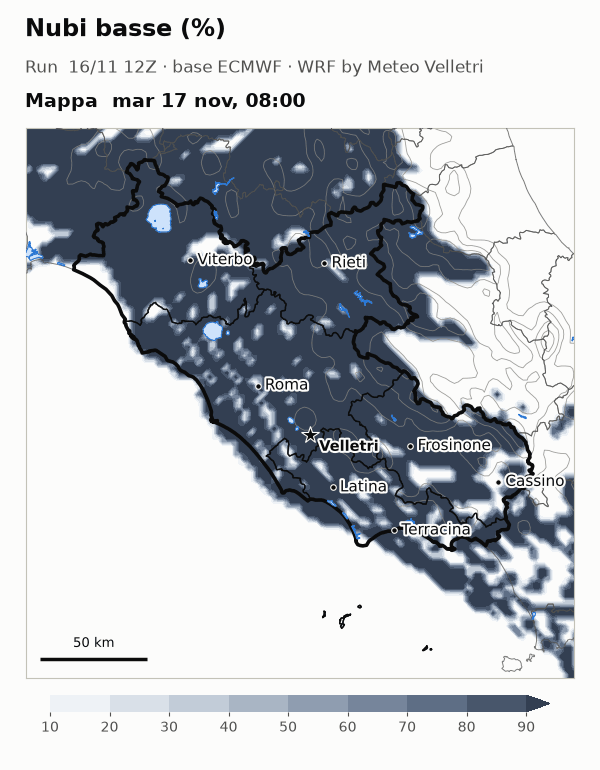 Nubi basse (%)
Run 16/11 12Z · base ECMWF · WRF by Meteo Velletri
Mappa mar 17 nov, 08:00
Viterbo
Rieti
Roma
Velletri
Frosinone
Cassino
Latina
Terracina
50 km
10 20 30 40 50 60 70 80 90